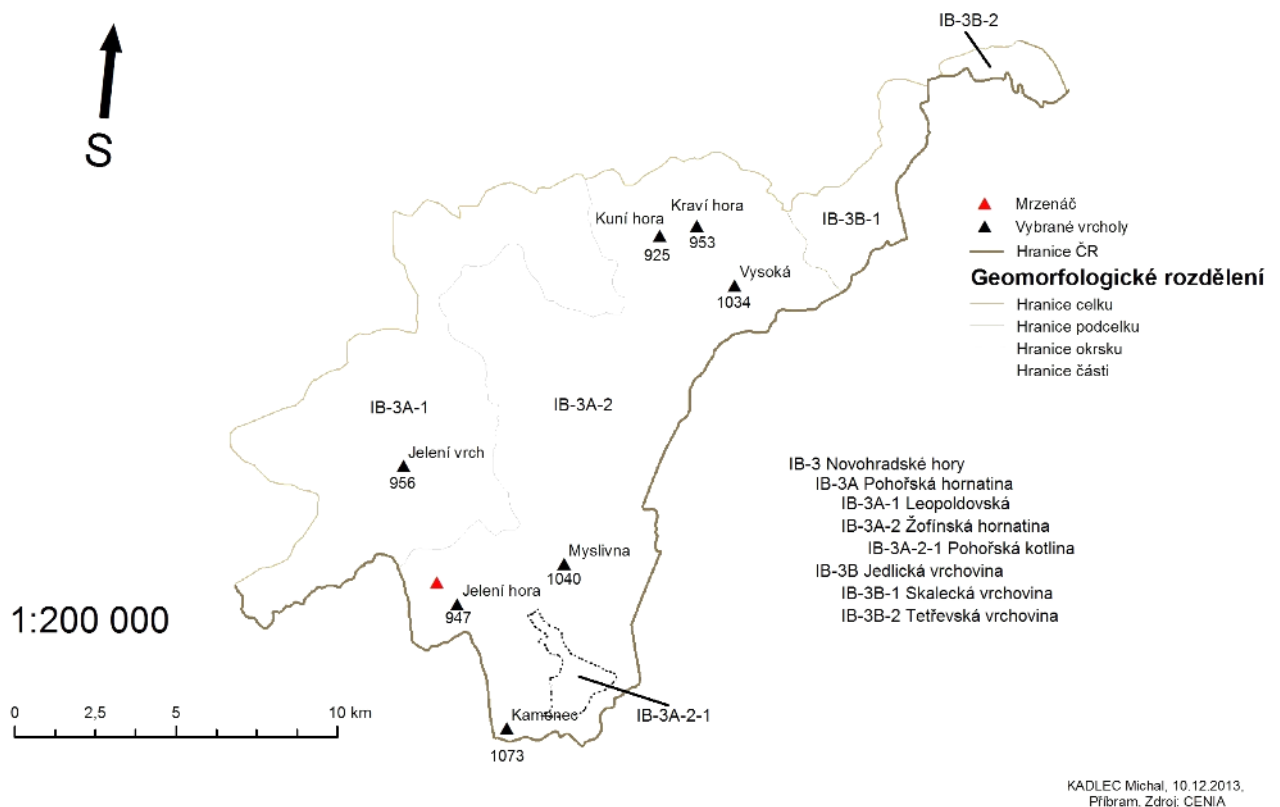 IB-3B-2
S
Kraví hora
Kuní hora
953
925
IB-3B-1
Vysoká
1034
Mrzenáč
Vybrané vrcholy
Hranice ČR
Geomorfologické rozdělení
Hranice celku
Hranice podcelku
Hranice okrsku
Hranice části
IB-3A-1
IB-3A-2
Jelení vrch
956
IB-3 Novohradské hory
IB-3A Pohořská hornatina
IB-3A-1 Leopoldovská
IB-3A-2 Žofínská hornatina
IB-3A-2-1 Pohořská kotlina
IB-3B Jedlická vrchovina
IB-3B-1 Skalecká vrchovina
IB-3B-2 Tetřevská vrchovina
Myslivna
1040
Jelení hora
947
1:200 000
0 2,5 5 10 km
Kamenec
1073
IB-3A-2-1
KADLEC Michal, 10.12.2013,
Příbram. Zdroj: CENIA